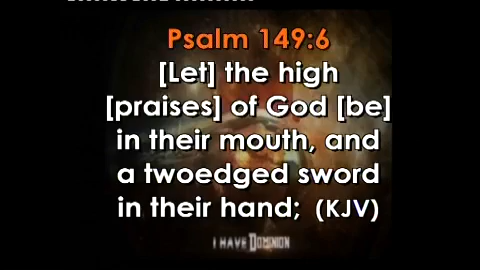 Psalm 149:6
[Let] the high
[praises] of God [be]
in their mouth, and
a twoedged sword
in their hand; (KJV)
I HAVE DOMINION